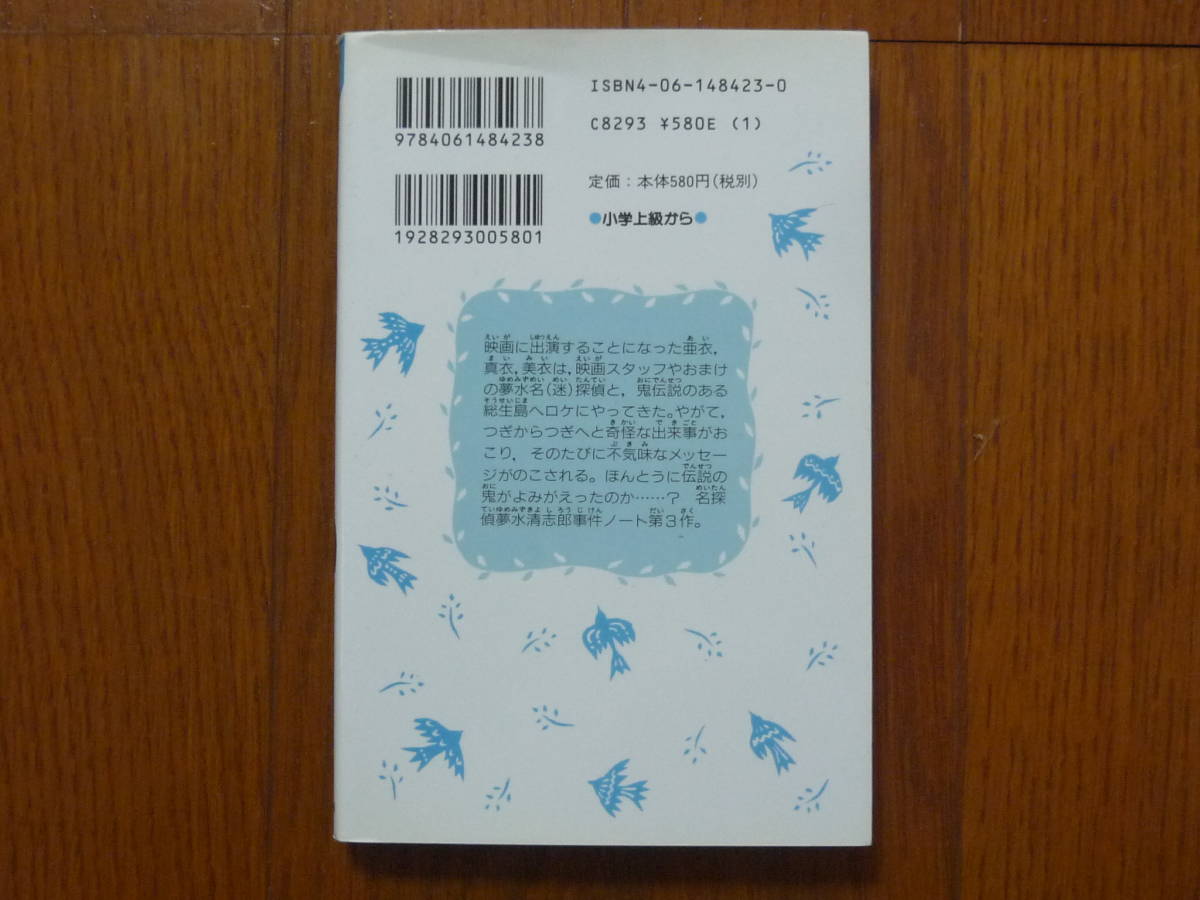 ISBN4-06-148423-0
9784061484238
C8293 ¥580E (1)
定価：本体580円(税別)
1928293005801
●小学上級から●
映画に出演することになった亜衣，
真衣，美衣は，映画スタッフやおまけ
の夢水名(迷)探偵と，鬼伝説のある
総生島へロケにやってきた。やがて，
つぎからつぎへと奇怪な出来事がお
こり，そのたびに不気味なメッセー
ジがのこされる。ほんとうに伝説の
鬼がよみがえったのか……？ 名探
偵夢水清志郎事件ノート第３作。